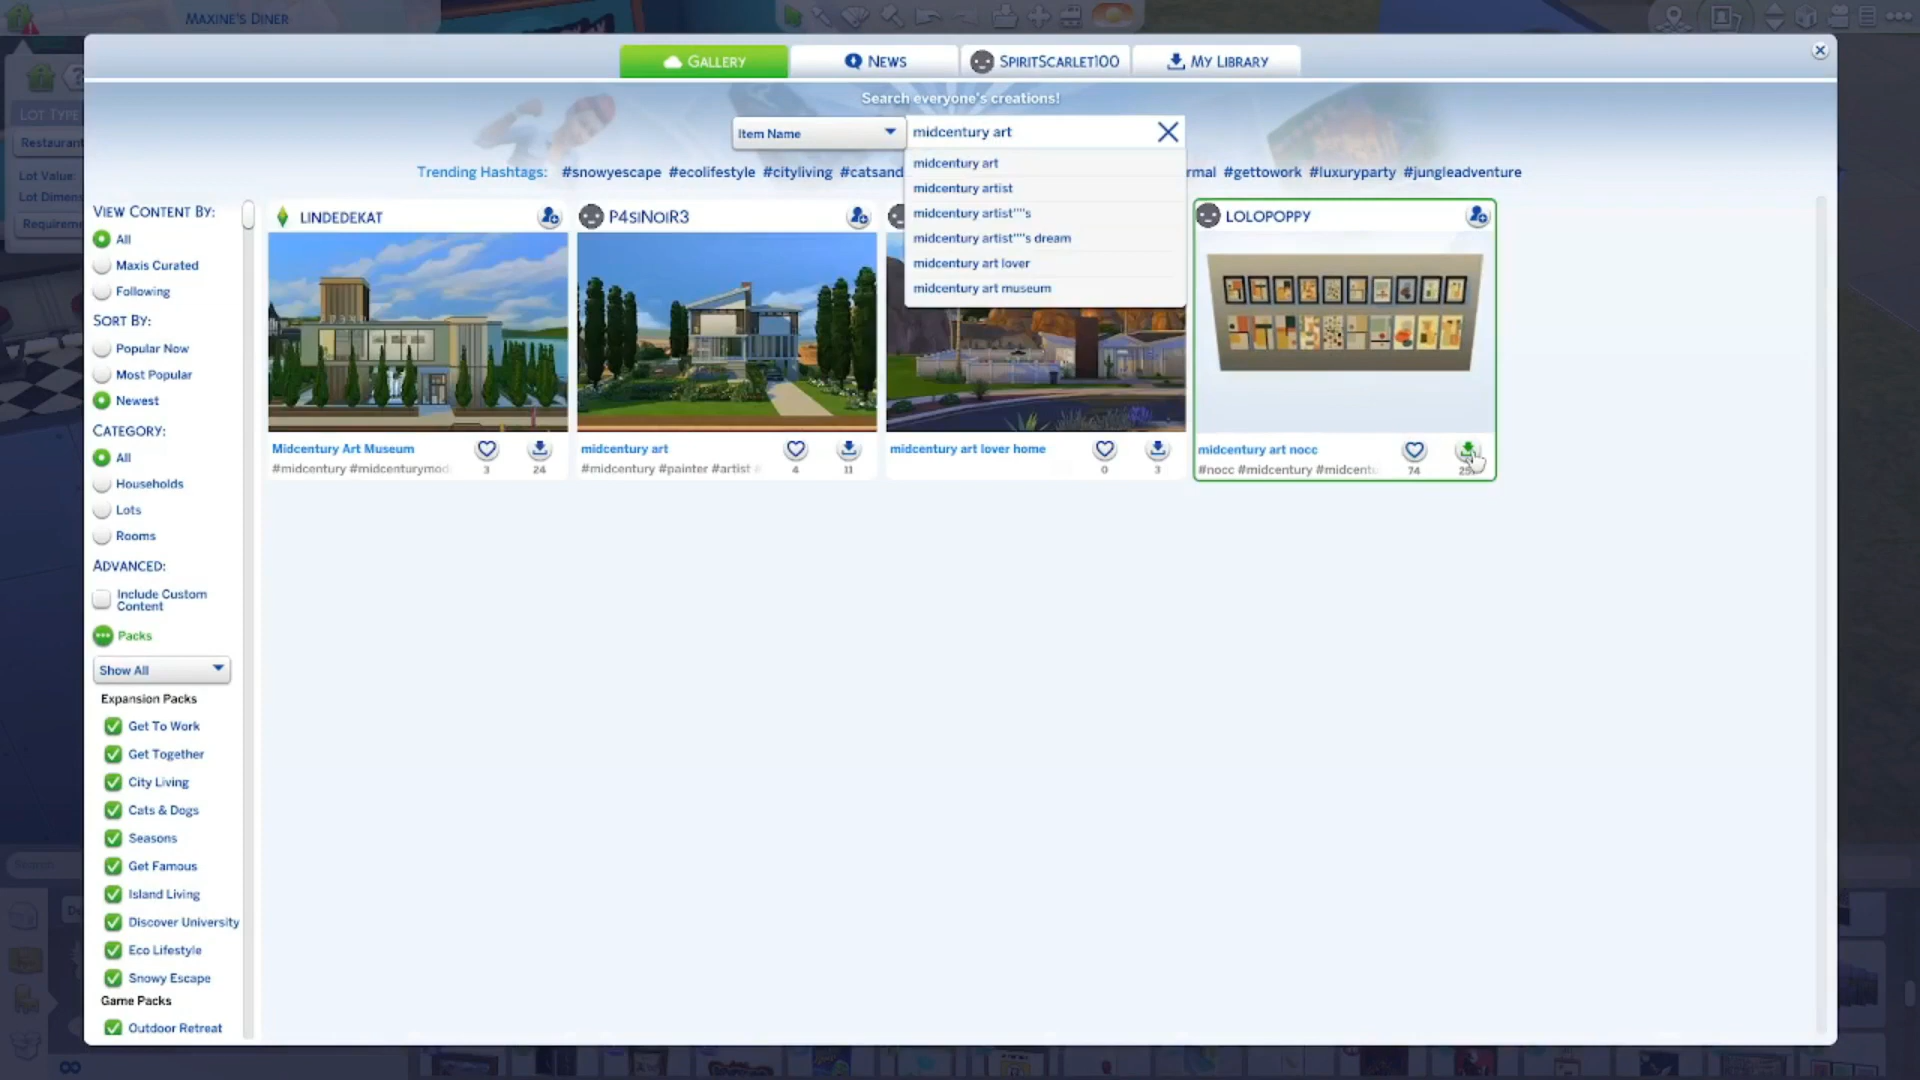 MAXINE'S DINER
GALLERY
NEWS
SPIRITSCARLET100
MY LIBRARY
Search everyone's creations!
Item Name
midcentury art
midcentury art
midcentury artist
midcentury artist""'s
midcentury artist""'s dream
midcentury art lover
midcentury art museum
Trending Hashtags: #snowyescape #ecolifestyle #cityliving #catsand
rmal #gettowork #luxuryparty #jungleadventure
LOT TYPE
Restaurant
Lot Value:
Lot Dimens
Requireme
VIEW CONTENT BY:
All
Maxis Curated
Following
SORT BY:
Popular Now
Most Popular
Newest
CATEGORY:
All
Households
Lots
Rooms
ADVANCED:
Include Custom
Content
Packs
Show All
Expansion Packs
Get To Work
Get Together
City Living
Cats & Dogs
Seasons
Get Famous
Island Living
Discover University
Eco Lifestyle
Snowy Escape
Game Packs
Outdoor Retreat
LINDEDEKAT
Midcentury Art Museum
#midcentury #midcenturymod
3
24
P4SINOIR3
midcentury art
#midcentury #painter #artist
4
11
midcentury art lover home
0
3
LOLOPOPPY
midcentury art nocc
#nocc #midcentury #midcentu
74
Search